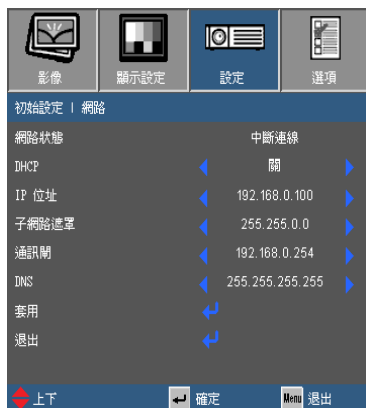 影像 顯示設定 設定 選項
初始設定 | 網路
網路狀態 中斷連線
DHCP 關
IP 位址 192.168.0.100
子網路遮罩 255.255.0.0
通訊閘 192.168.0.254
DNS 255.255.255.255
套用
退出
上下 確定 Menu 退出